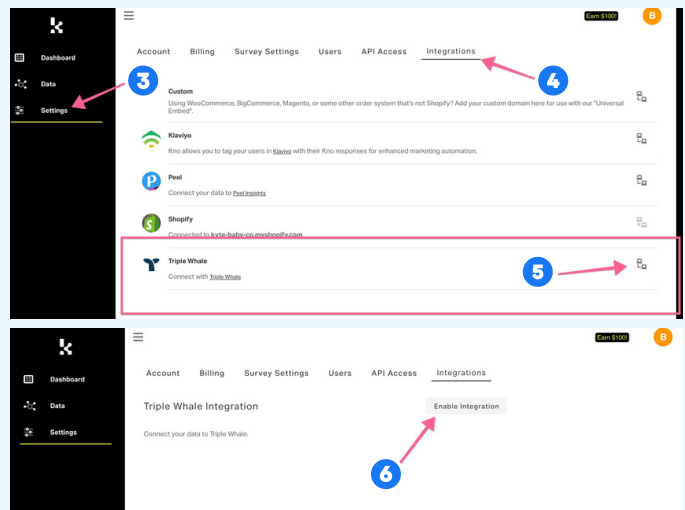 k
Earn $100!
B
Dashboard
Data
Settings
3
Account Billing Survey Settings Users API Access Integrations
4
Custom
Using WooCommerce, BigCommerce, Magento, or some other order system that's not Shopify? Add your custom domain here for use with our "Universal
Embed".
Klaviyo
Kno allows you to tag your users in Klaviyo with their Kno responses for enhanced marketing automation.
P
Peel
Connect your data to Peel Insights
S
Shopify
Connected to kyte-baby-co.myshopify.com
Triple Whale
Connect with Triple Whale
5
k
Earn $100!
B
Dashboard
Data
Settings
Account Billing Survey Settings Users API Access Integrations
Triple Whale Integration
Enable Integration
Connect your data to Triple Whale.
6